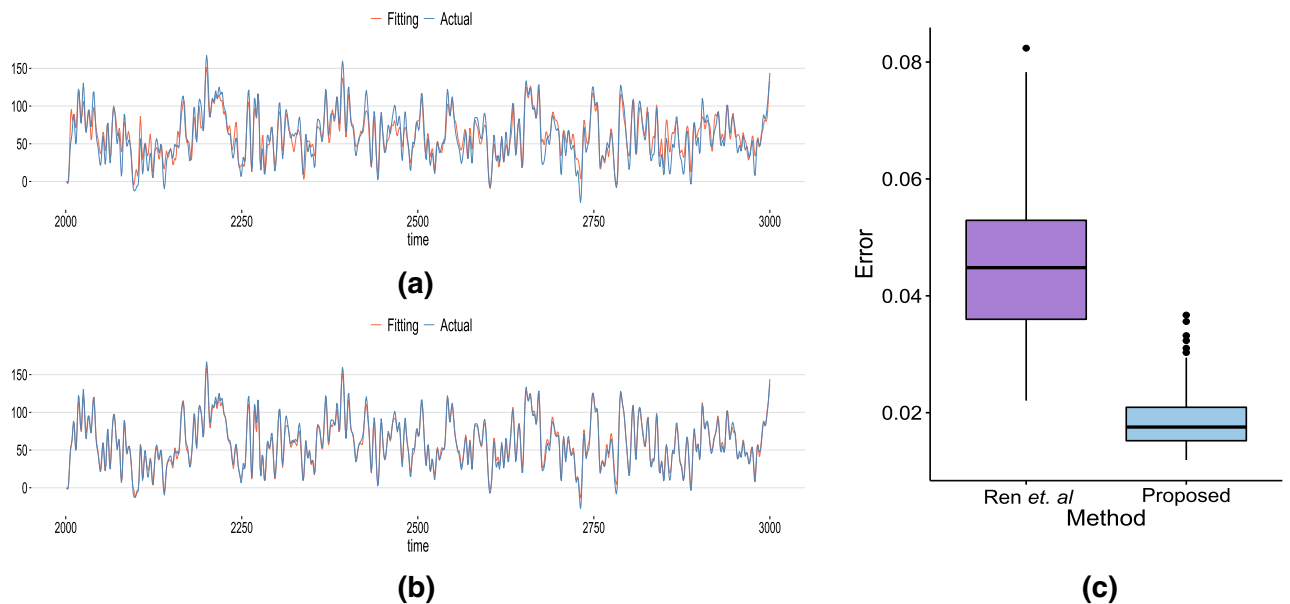 Fitting Actual
150
100
50
0
2000 2250 2500 2750 3000
time
(a)
Fitting Actual
150
100
50
0
2000 2250 2500 2750 3000
time
(b)
0.08
0.06
0.04
0.02
Error
Ren et. al Proposed
Method
(c)